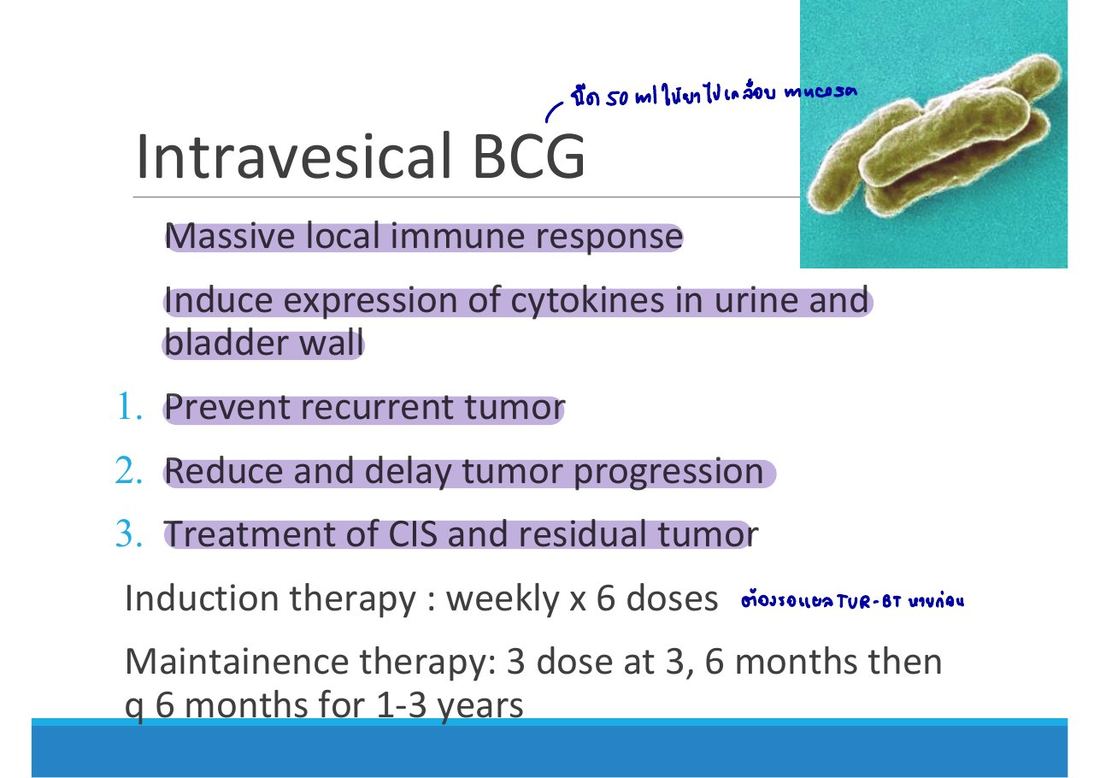 ฉีด 50 ml ให้ยาไปเคลือบ mucosa
Intravesical BCG
Massive local immune response
Induce expression of cytokines in urine and
bladder wall
1. Prevent recurrent tumor
2. Reduce and delay tumor progression
3. Treatment of CIS and residual tumor
Induction therapy : weekly x 6 doses ต้องรอแผล TUR-BT หายก่อน
Maintainence therapy: 3 dose at 3, 6 months then
q 6 months for 1-3 years